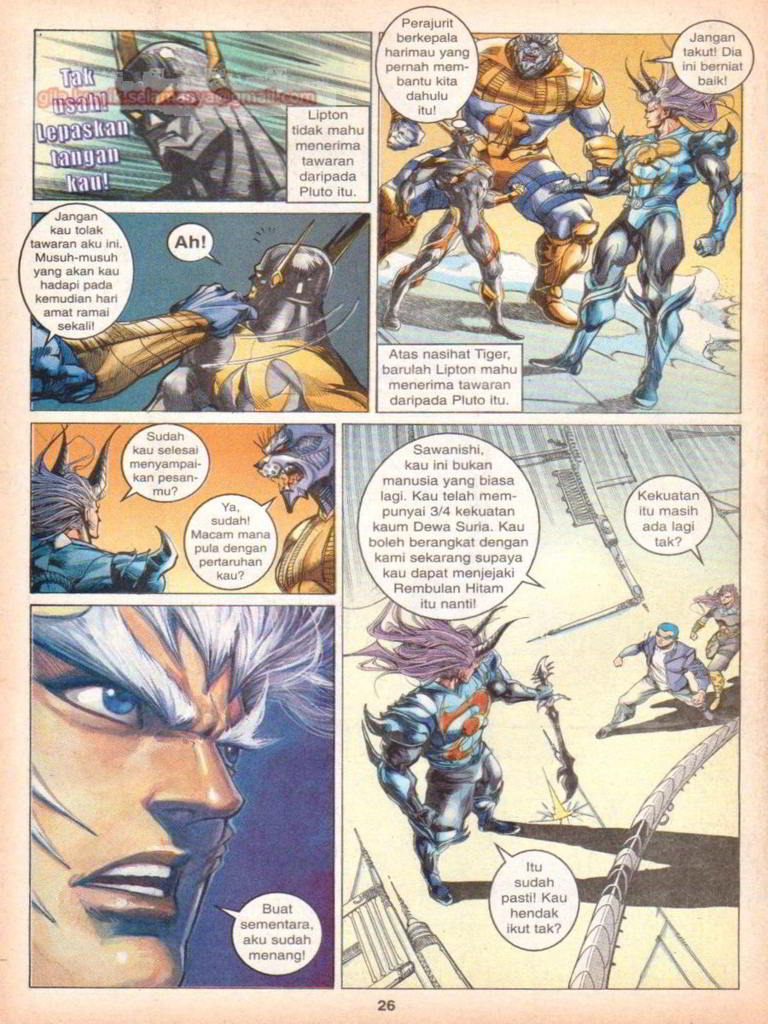 Tak
usah!
Lepaskan
tangan
kau!
Lipton
tidak mahu
menerima
tawaran
daripada
Pluto itu.
Perajurit
berkepala
harimau yang
pernah mem-
bantu kita
dahulu
itu!
Jangan
takut! Dia
ini berniat
baik!
Jangan
kau tolak
tawaran aku ini.
Musuh-musuh
yang akan kau
hadapi pada
kemudian hari
amat ramai
sekali!
Ah!
Atas nasihat Tiger,
barulah Lipton mahu
menerima tawaran
daripada Pluto itu.
Sudah
kau selesai
menyampai-
kan pesan-
mu?
Ya,
sudah!
Macam mana
pula dengan
pertaruhan
kau?
Buat
sementara,
aku sudah
menang!
Sawanishi,
kau ini bukan
manusia yang biasa
lagi. Kau telah mem-
punyai 3/4 kekuatan
kaum Dewa Suria. Kau
boleh berangkat dengan
kami sekarang supaya
kau dapat menjejaki
Rembulan Hitam
itu nanti!
Kekuatan
itu masih
ada lagi
tak?
Itu
sudah
pasti! Kau
hendak
ikut tak?
26